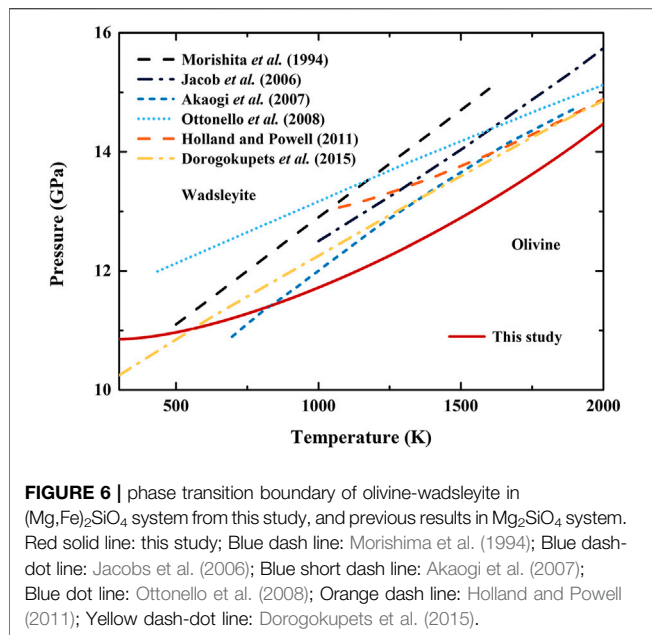 16
14
12
10
Pressure (GPa)
Morishita et al. (1994)
Jacob et al. (2006)
Akaogi et al. (2007)
Ottonello et al. (2008)
Holland and Powell (2011)
Dorogokupets et al. (2015)
Wadsleyite
Olivine
This study
500
1000
1500
2000
Temperature (K)
FIGURE 6 | phase transition boundary of olivine-wadsleyite in
(Mg,Fe)₂SiO₄ system from this study, and previous results in Mg₂SiO₄ system.
Red solid line: this study; Blue dash line: Morishima et al. (1994); Blue dash-
dot line: Jacobs et al. (2006); Blue short dash line: Akaogi et al. (2007);
Blue dot line: Ottonello et al. (2008); Orange dash line: Holland and Powell
(2011); Yellow dash-dot line: Dorogokupets et al. (2015).